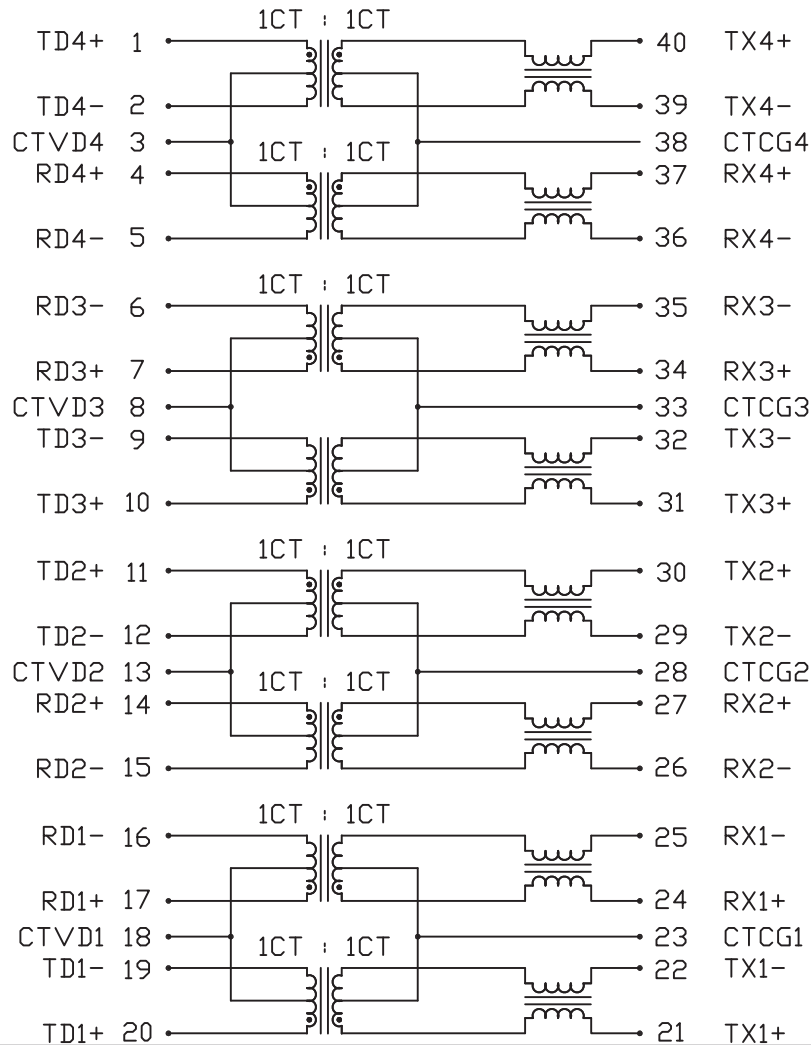 1CT : 1CT
TD4+ 1 40 TX4+
TD4- 2 39 TX4-
CTVD4 3 38 CTCG4
1CT : 1CT
RD4+ 4 37 RX4+
RD4- 5 36 RX4-
1CT : 1CT
RD3- 6 35 RX3-
RD3+ 7 34 RX3+
CTVD3 8 33 CTCG3
TD3- 9 32 TX3-
TD3+ 10 31 TX3+
1CT : 1CT
TD2+ 11 30 TX2+
TD2- 12 29 TX2-
CTVD2 13 28 CTCG2
1CT : 1CT
RD2+ 14 27 RX2+
RD2- 15 26 RX2-
1CT : 1CT
RD1- 16 25 RX1-
RD1+ 17 24 RX1+
CTVD1 18 23 CTCG1
1CT : 1CT
TD1- 19 22 TX1-
TD1+ 20 21 TX1+